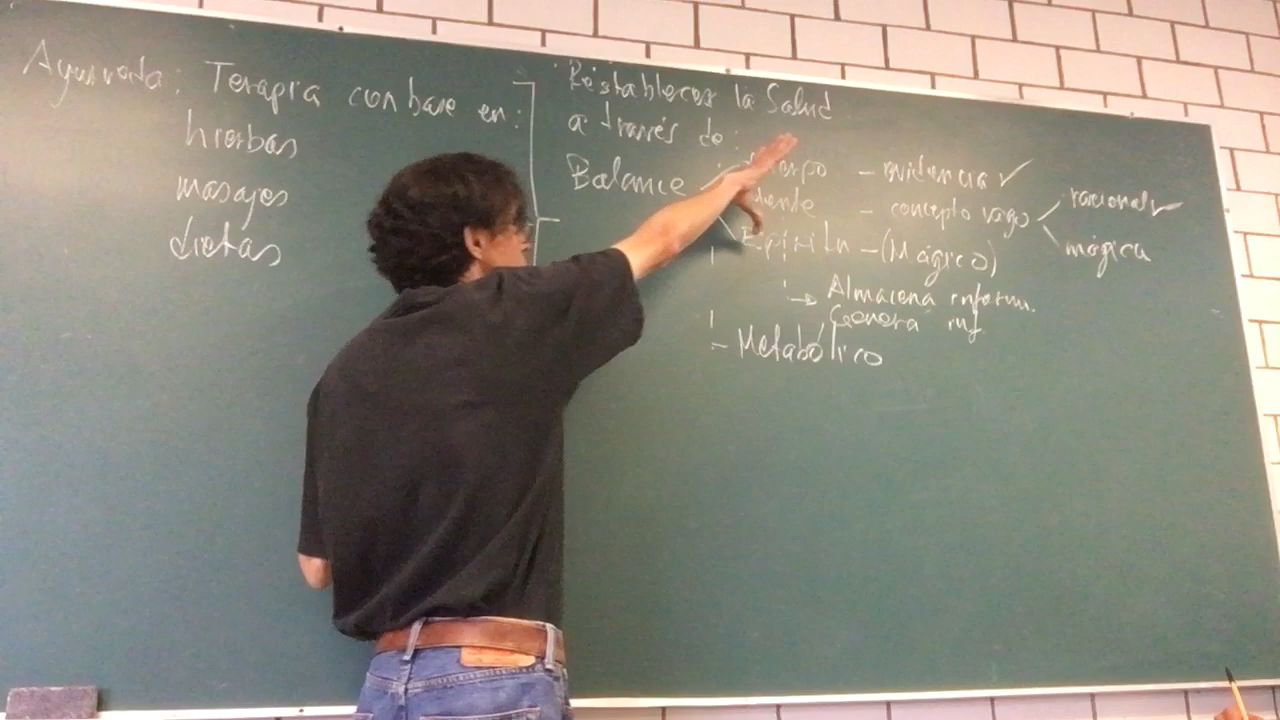 Ayurveda: Terapia con base en:
hierbas
masajes
dietas
Restablecer la Salud
a través de:
Balance
Cuerpo - evidencia ✓
Mente - concepto vago
racional ✓
mágica
Espíritu - (Mágico)
→ Almacena inform.
Genera inf
- Metabólico